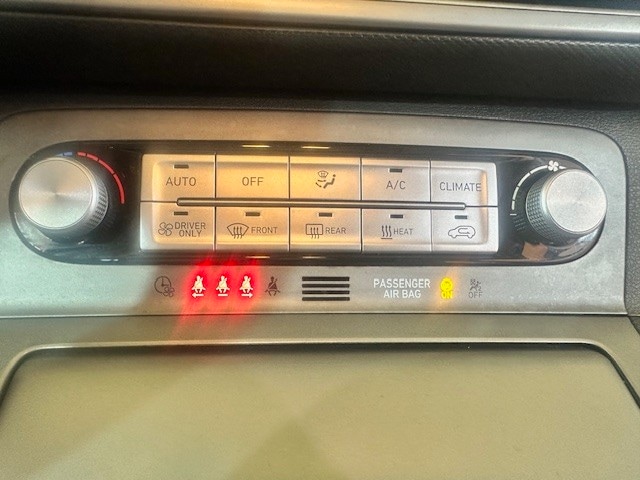 AUTO OFF A/C CLIMATE
DRIVER ONLY FRONT REAR HEAT
PASSENGER
AIR BAG
ON
OFF